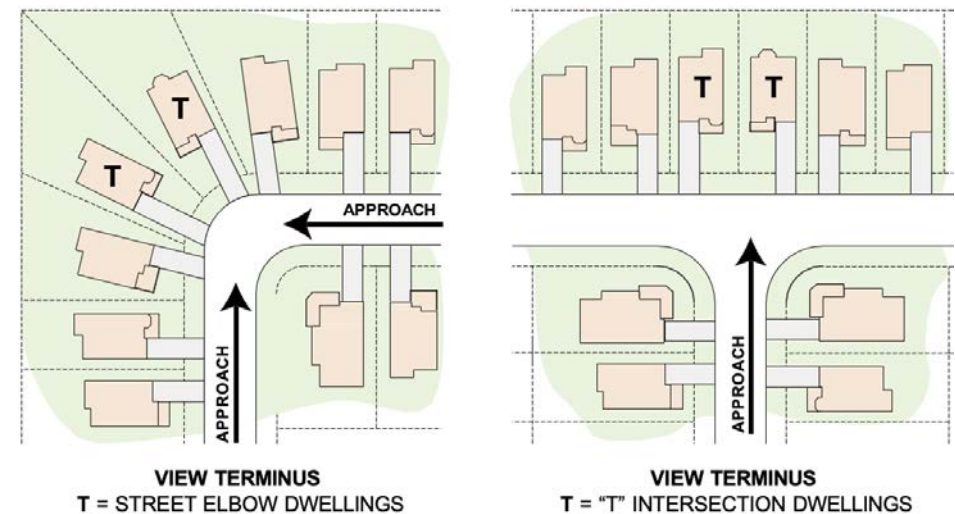 T
T
APPROACH
APPROACH
VIEW TERMINUS
T = STREET ELBOW DWELLINGS
T T
APPROACH
VIEW TERMINUS
T = “T” INTERSECTION DWELLINGS